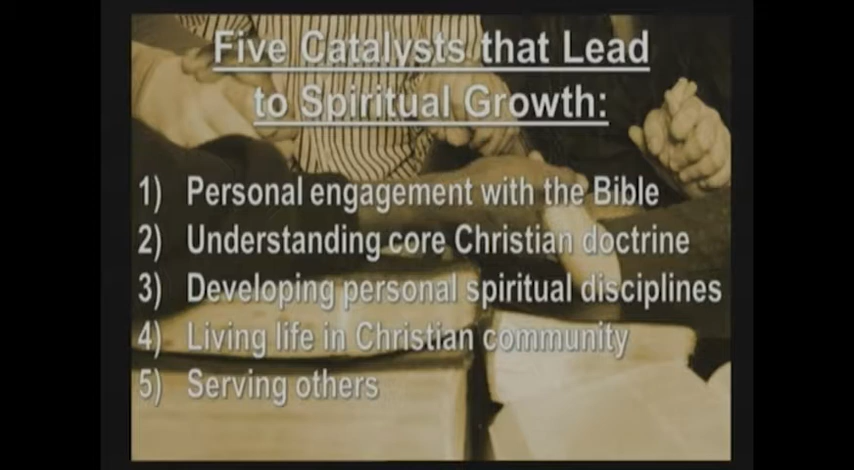 Five Catalysts that Lead
to Spiritual Growth:
1) Personal engagement with the Bible
2) Understanding core Christian doctrine
3) Developing personal spiritual disciplines
4) Living life in Christian community
5) Serving others